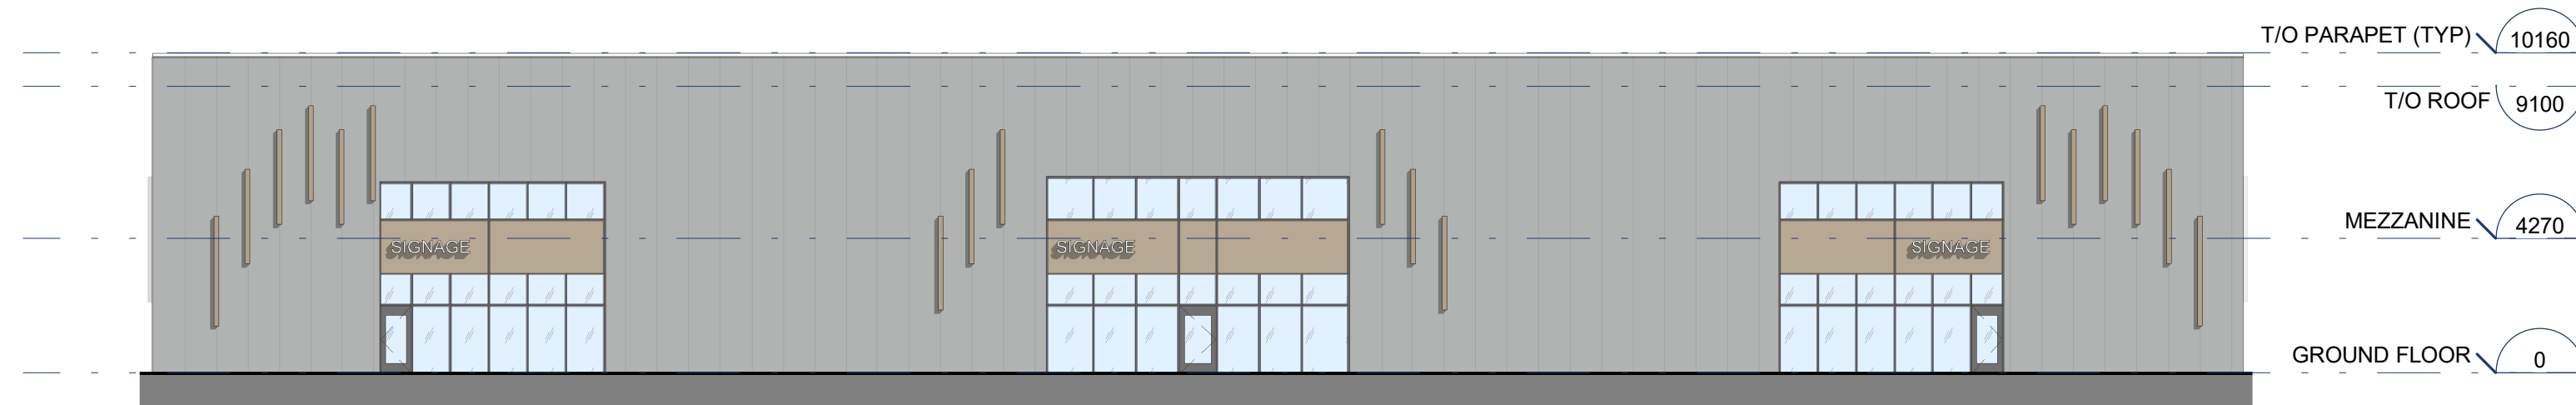 T/O PARAPET (TYP) 10160
T/O ROOF 9100
MEZZANINE 4270
SIGNAGE SIGNAGE SIGNAGE
GROUND FLOOR 0